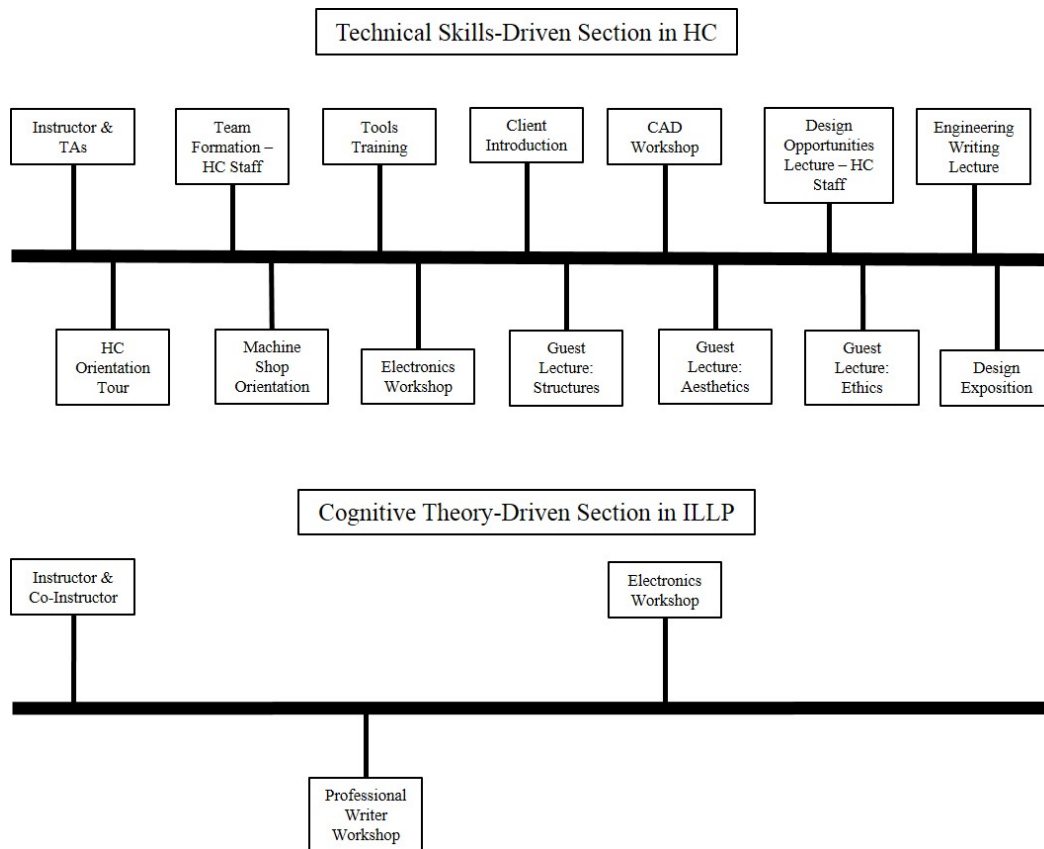 Technical Skills-Driven Section in HC
Instructor &
TAs
Team
Formation –
HC Staff
Tools
Training
Client
Introduction
CAD
Workshop
Design
Opportunities
Lecture – HC
Staff
Engineering
Writing
Lecture
HC
Orientation
Tour
Machine
Shop
Orientation
Electronics
Workshop
Guest
Lecture:
Structures
Guest
Lecture:
Aesthetics
Guest
Lecture:
Ethics
Design
Exposition
Cognitive Theory-Driven Section in ILLP
Instructor &
Co-Instructor
Electronics
Workshop
Professional
Writer
Workshop